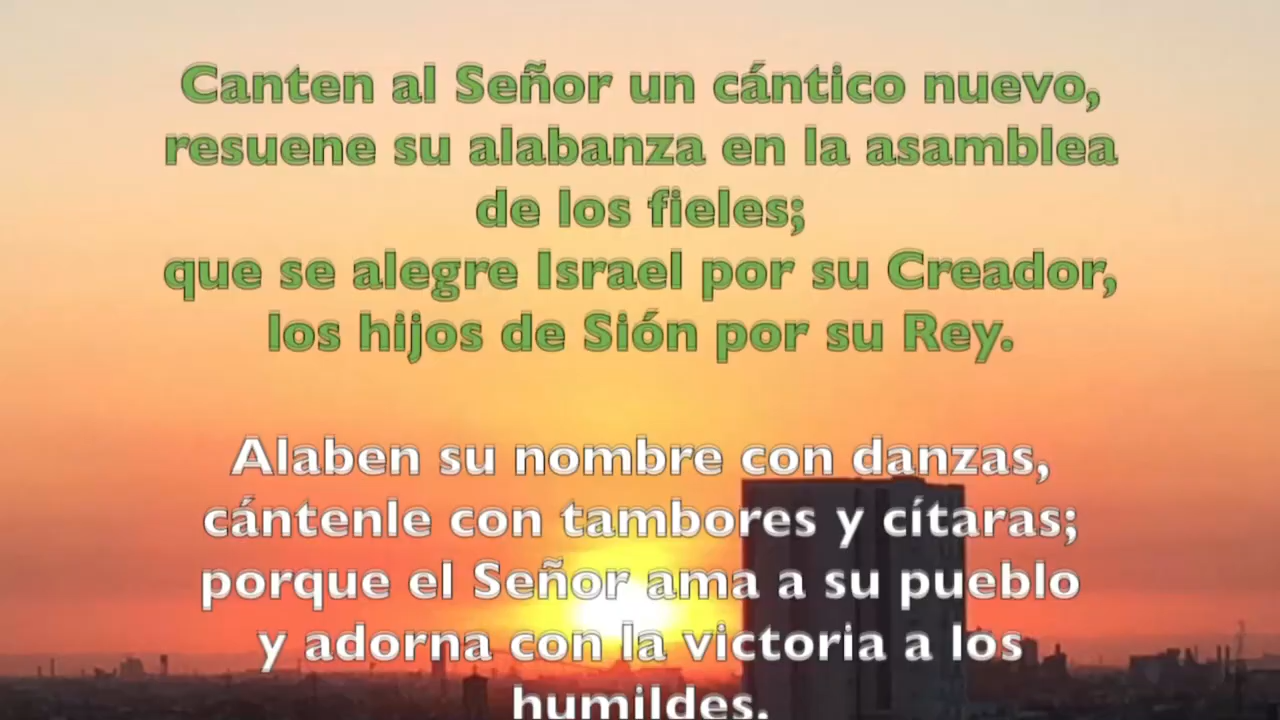 Canten al Señor un cántico nuevo,
resuene su alabanza en la asamblea
de los fieles;
que se alegre Israel por su Creador,
los hijos de Sión por su Rey.
Alaben su nombre con danzas,
cántenle con tambores y cítaras;
porque el Señor ama a su pueblo
y adorna con la victoria a los
humildes.